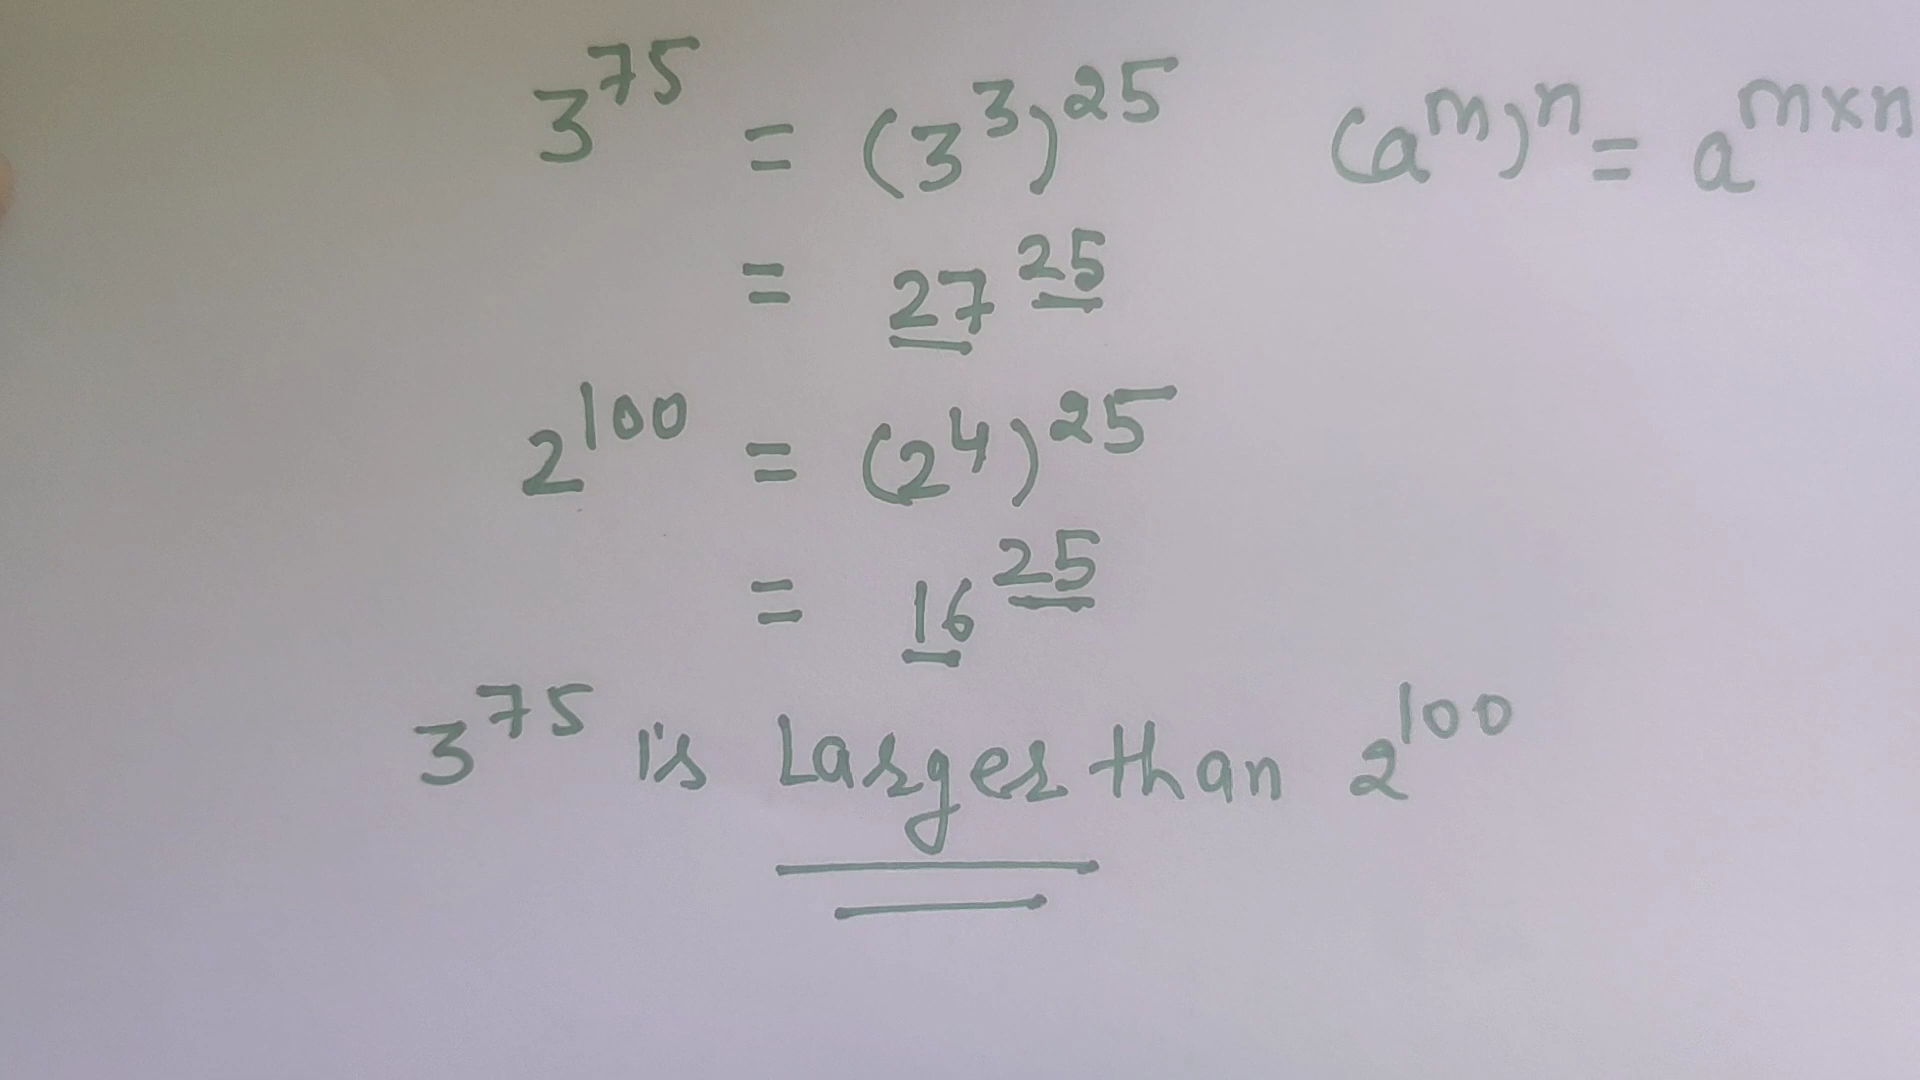 3^75 = (3^3)^25 (a^m)^n = a^m×n
= 27^25
2^100 = (2^4)^25
= 16^25
3^75 is Larger than 2^100